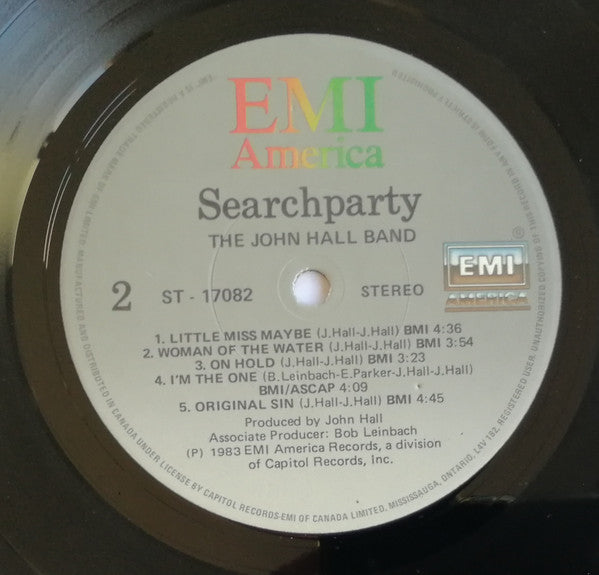 EMI
America
Searchparty
THE JOHN HALL BAND
EMI
AMERICA
2 ST - 17082 STEREO
1. LITTLE MISS MAYBE (J.Hall-J.Hall) BMI 4:36
2. WOMAN OF THE WATER (J.Hall-J.Hall) BMI 3:54
3. ON HOLD (J.Hall-J.Hall) BMI 3:23
4. I'M THE ONE (B.Leinbach-E.Parker-J.Hall-J.Hall)
BMI/ASCAP 4:09
5. ORIGINAL SIN (J.Hall-J.Hall) BMI 4:45
Produced by John Hall
Associate Producer: Bob Leinbach
(P) 1983 EMI America Records, a division
of Capitol Records, Inc.
MANUFACTURED AND DISTRIBUTED IN CANADA UNDER LICENSE BY CAPITOL RECORDS-EMI OF CANADA LIMITED, MISSISSAUGA, ONTARIO, L4V 1B2, REGISTERED USER. UNAUTHORIZED COPYING